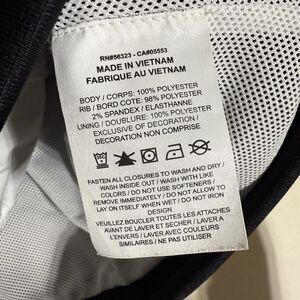 RN#56323 - CA#05553
MADE IN VIETNAM
FABRIQUE AU VIETNAM
BODY / CORPS: 100% POLYESTER
RIB / BORD COTE: 98% POLYESTER
2% SPANDEX / ELASTHANNE
LINING / DOUBLURE: 100% POLYESTER
EXCLUSIVE OF DECORATION /
DECORATION NON COMPRISE
FASTEN ALL CLOSURES TO WASH AND DRY /
WASH INSIDE OUT / WASH WITH LIKE
COLORS / DO NOT USE SOFTENERS /
REMOVE IMMEDIATELY / DO NOT ALLOW TO
LAY ON ITSELF WHEN WET / DO NOT IRON
DESIGN
VEUILLEZ BOUCLER TOUTES LES ATTACHES
AVANT DE LAVER ET SECHER / LAVER A
L'ENVERS / LAVER AVEC COULEURS
SIMILAIRES / NE PAS UTILISER